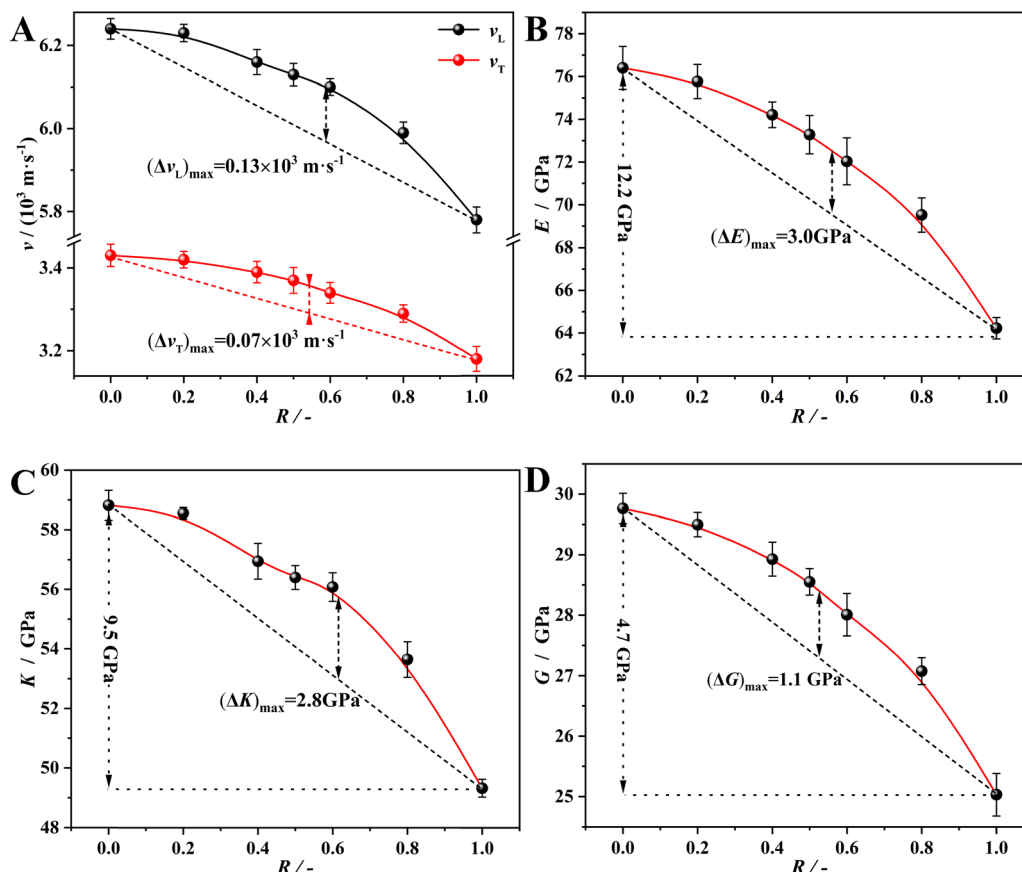 A
6.2
6.0
5.8
3.4
3.2
v / (10³ m·s⁻¹)
v_L
v_T
(Δv_L)max=0.13×10³ m·s⁻¹
(Δv_T)max=0.07×10³ m·s⁻¹
0.0 0.2 0.4 0.6 0.8 1.0
R / -
B
78
76
74
72
70
68
66
64
62
E / GPa
12.2 GPa
(ΔE)max=3.0GPa
0.0 0.2 0.4 0.6 0.8 1.0
R / -
C
60
58
56
54
52
50
48
K / GPa
9.5 GPa
(ΔK)max=2.8GPa
0.0 0.2 0.4 0.6 0.8 1.0
R / -
D
30
29
28
27
26
25
G / GPa
4.7 GPa
(ΔG)max=1.1 GPa
0.0 0.2 0.4 0.6 0.8 1.0
R / -